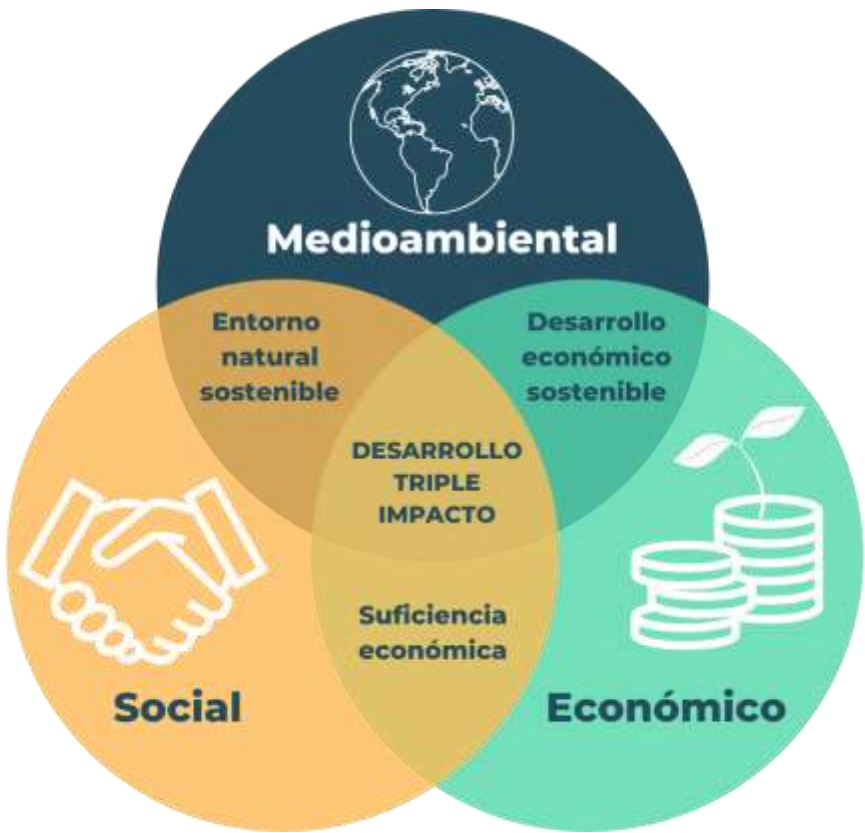 Medioambiental
Entorno
natural
sostenible
Desarrollo
económico
sostenible
DESARROLLO
TRIPLE
IMPACTO
Suficiencia
económica
Social
Económico